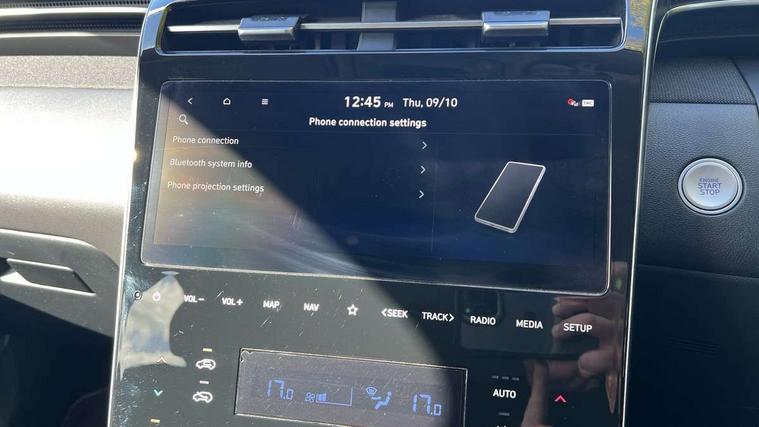 12:45 PM Thu, 09/10
Phone connection settings
Phone connection
Bluetooth system info
Phone projection settings
ENGINE
START
STOP
VOL− VOL+ MAP NAV <SEEK TRACK> RADIO MEDIA SETUP
17.0 17.0
AUTO